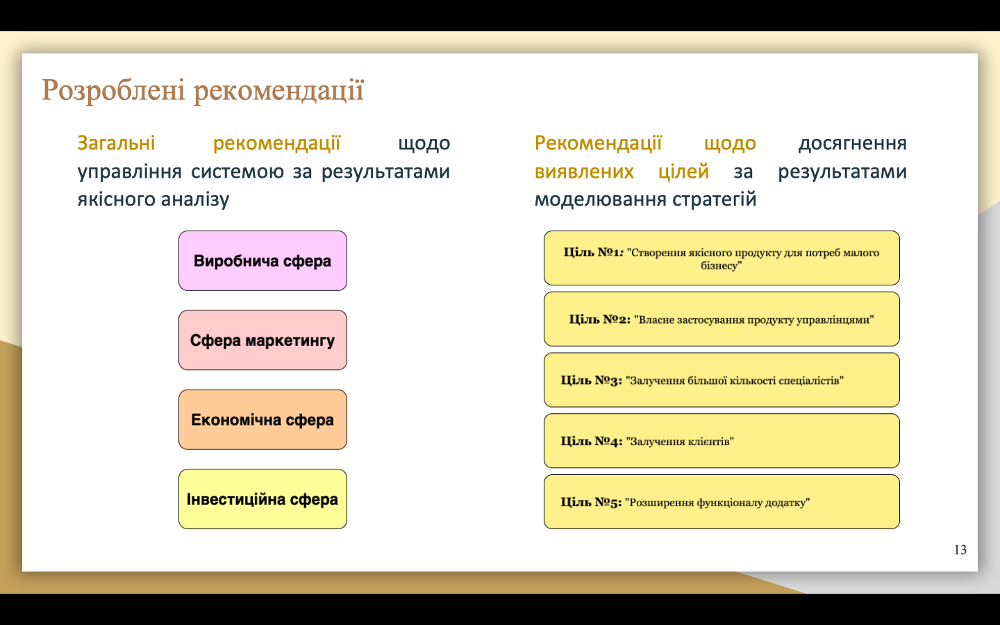 Розроблені рекомендації
Загальні рекомендації щодо
управління системою за результатами
якісного аналізу
Виробнича сфера
Сфера маркетингу
Економічна сфера
Інвестиційна сфера
Рекомендації щодо досягнення
виявлених цілей за результатами
моделювання стратегій
Ціль №1: "Створення якісного продукту для потреб малого
бізнесу"
Ціль №2: "Власне застосування продукту управлінцями"
Ціль №3: "Залучення більшої кількості спеціалістів"
Ціль №4: "Залучення клієнтів"
Ціль №5: "Розширення функціоналу додатку"
13